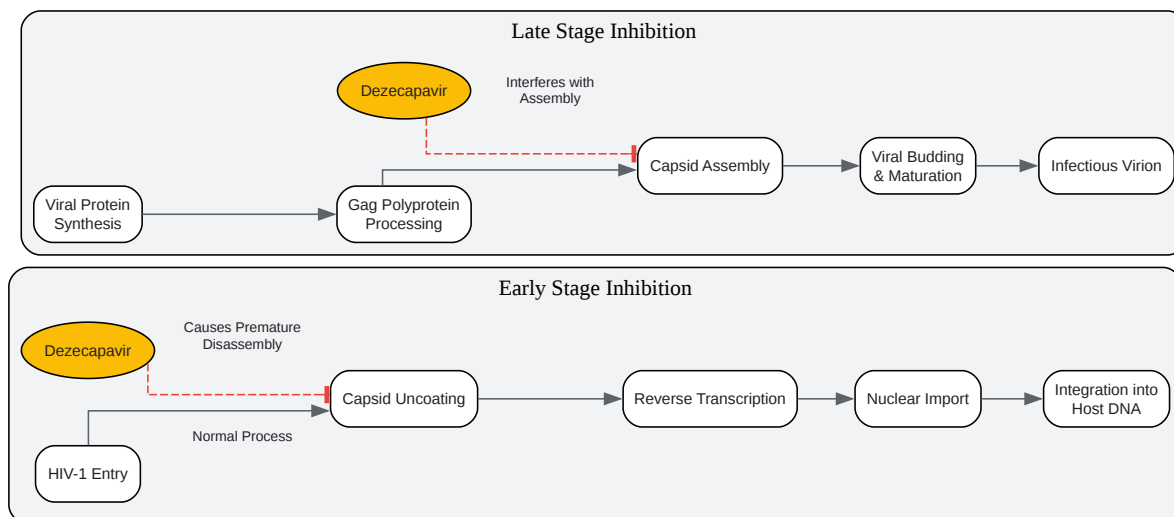 Late Stage Inhibition
Dezecapavir
Interferes with
Assembly
Capsid Assembly
Viral Budding
& Maturation
Infectious Virion
Viral Protein
Synthesis
Gag Polyprotein
Processing
Early Stage Inhibition
Dezecapavir
Causes Premature
Disassembly
Capsid Uncoating
Reverse Transcription
Nuclear Import
Integration into
Host DNA
Normal Process
HIV-1 Entry